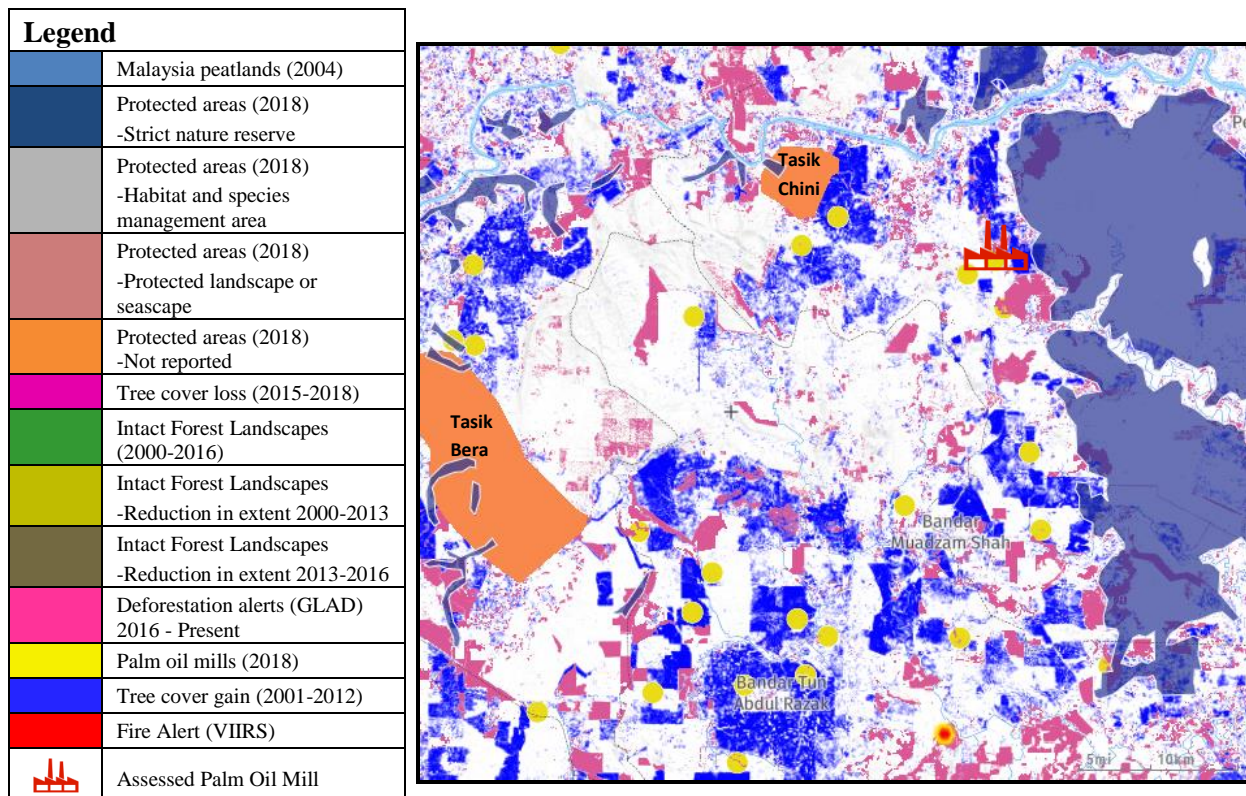 Legend
Malaysia peatlands (2004)
Protected areas (2018)
-Strict nature reserve
Protected areas (2018)
-Habitat and species
management area
Protected areas (2018)
-Protected landscape or
seascape
Protected areas (2018)
-Not reported
Tree cover loss (2015-2018)
Intact Forest Landscapes
(2000-2016)
Intact Forest Landscapes
-Reduction in extent 2000-2013
Intact Forest Landscapes
-Reduction in extent 2013-2016
Deforestation alerts (GLAD)
2016 - Present
Palm oil mills (2018)
Tree cover gain (2001-2012)
Fire Alert (VIIRS)
Assessed Palm Oil Mill
Pe
Tasik
Chini
Tasik
Bera
Bandar
Muadzam Shah
Bandar Tun
Abdul Razak
5mi 10km